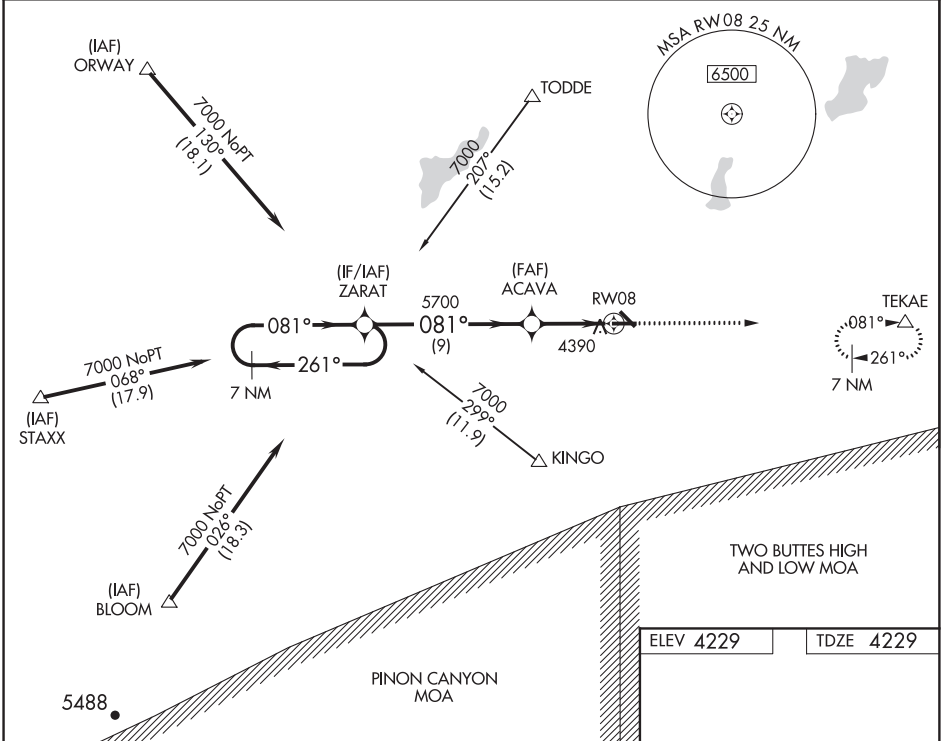 (IAF)
ORWAY
7000 NoPT
130°
(18.1)
TODDE
7000
207°
(15.2)
MSA RW08 25 NM
6500
(IF/IAF)
ZARAT
(FAF)
ACAVA
RW08
TEKAE
5700
081°
081°
(9)
4390
081°
261°
261°
7 NM
7 NM
7000 NoPT
068°
(17.9)
(IAF)
STAXX
7000
299°
(11.9)
KINGO
7000 NoPT
026°
(18.3)
(IAF)
BLOOM
TWO BUTTES HIGH
AND LOW MOA
ELEV 4229
TDZE 4229
PINON CANYON
MOA
5488